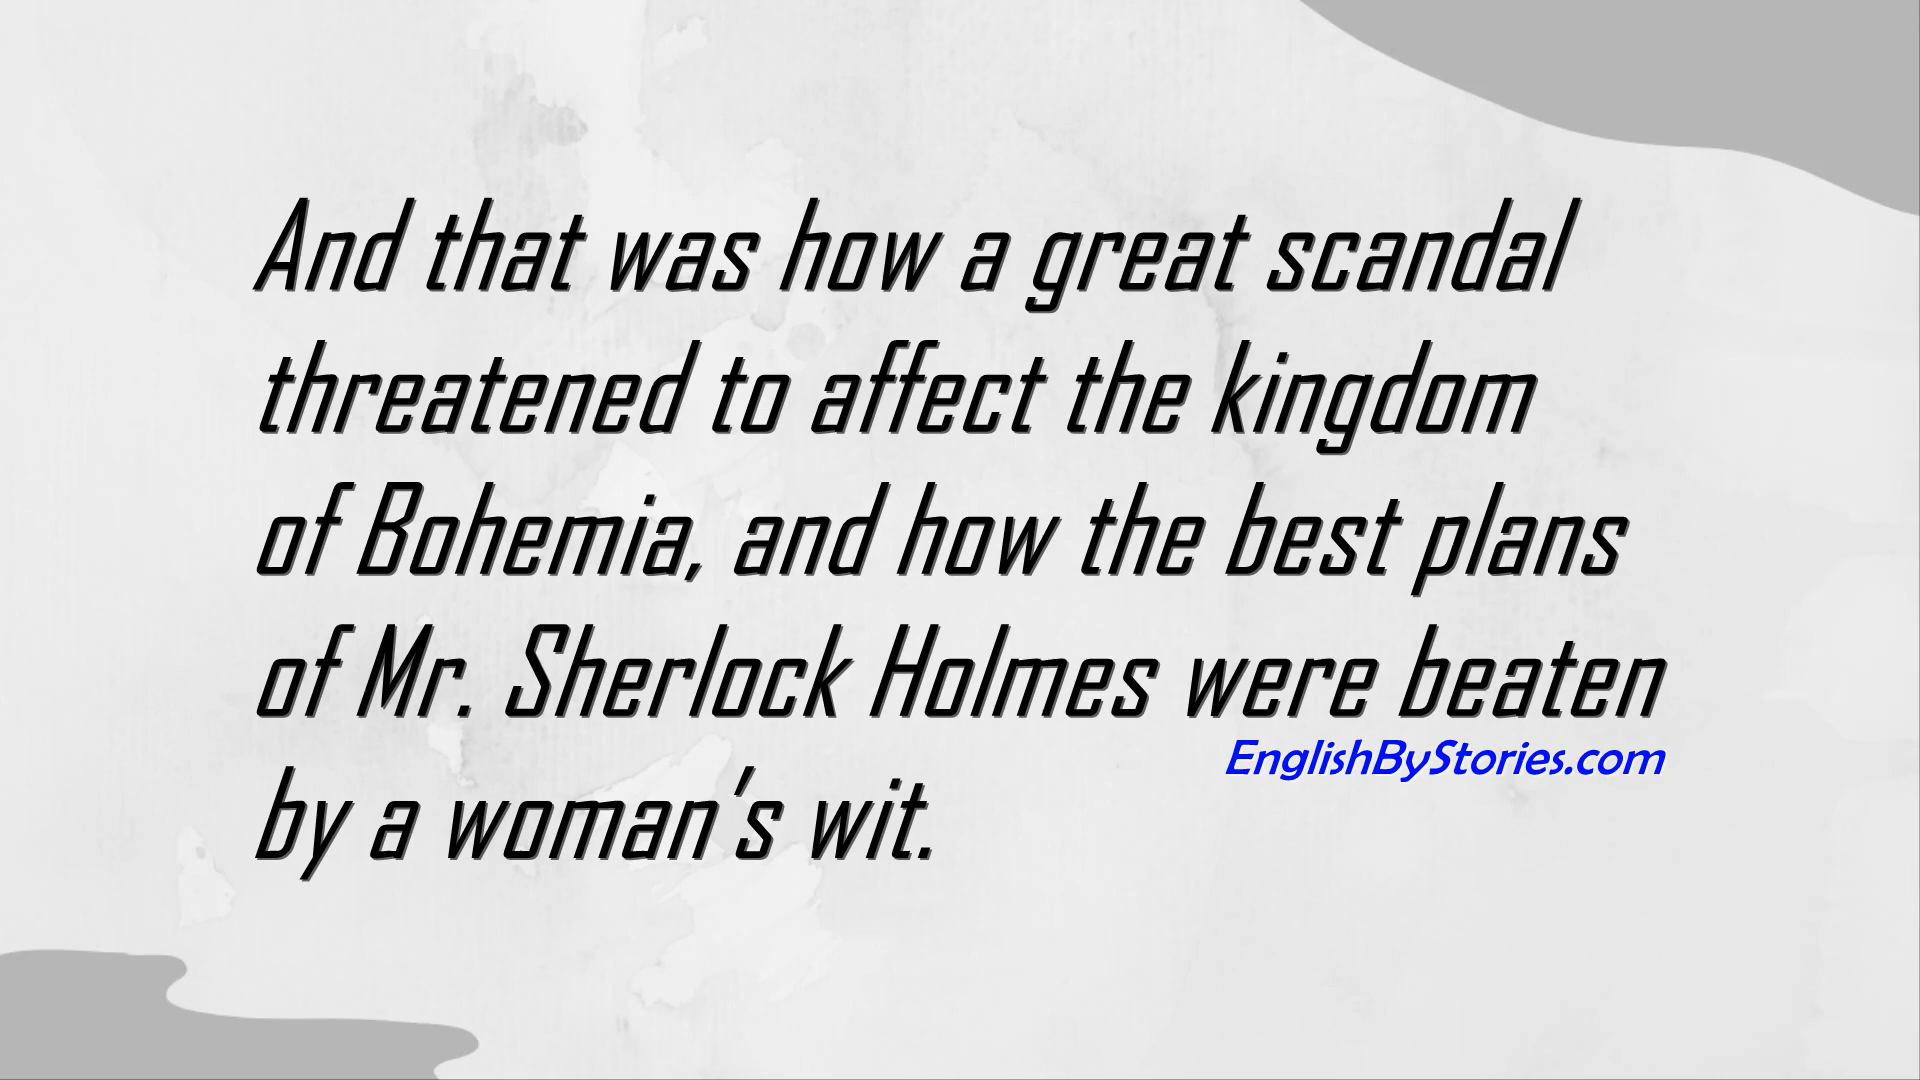 And that was how a great scandal
threatened to affect the kingdom
of Bohemia, and how the best plans
of Mr. Sherlock Holmes were beaten
EnglishByStories.com
by a woman's wit.